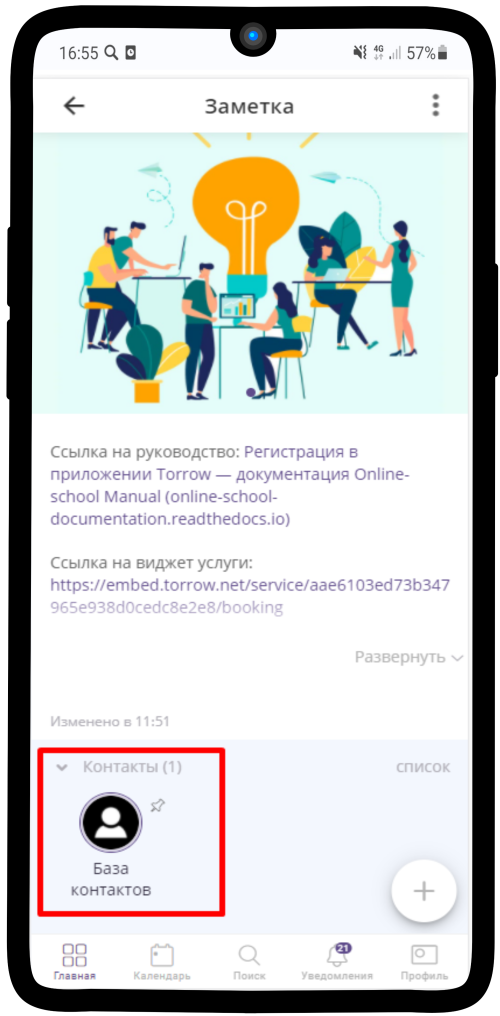 16:55 4G 57%
Заметка
Ссылка на руководство: Регистрация в
приложении Torrow — документация Online-
school Manual (online-school-
documentation.readthedocs.io)
Ссылка на виджет услуги:
https://embed.torrow.net/service/aae6103ed73b347
965e938d0cedc8e2e8/booking
Развернуть
Изменено в 11:51
Контакты (1) список
База
контактов
21
Главная Календарь Поиск Уведомления Профиль